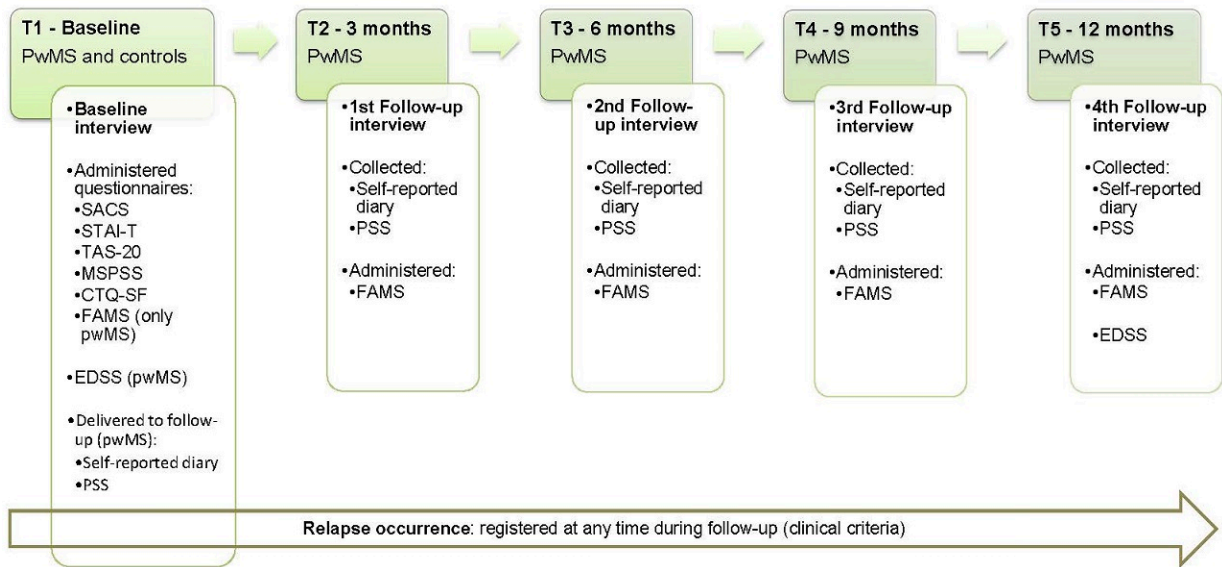 T1 - Baseline
PwMS and controls
•Baseline
interview
•Administered
questionnaires:
•SACS
•STAI-T
•TAS-20
•MSPSS
•CTQ-SF
•FAMS (only
pwMS)
•EDSS (pwMS)
•Delivered to follow-
up (pwMS):
•Self-reported diary
•PSS
T2 - 3 months
PwMS
•1st Follow-up
interview
•Collected:
•Self-reported
diary
•PSS
•Administered:
•FAMS
T3 - 6 months
PwMS
•2nd Follow-
up interview
•Collected:
•Self-reported
diary
•PSS
•Administered:
•FAMS
T4 - 9 months
PwMS
•3rd Follow-up
interview
•Collected:
•Self-reported
diary
•PSS
•Administered:
•FAMS
T5 - 12 months
PwMS
•4th Follow-up
interview
•Collected:
•Self-reported
diary
•PSS
•Administered:
•FAMS
•EDSS
Relapse occurrence: registered at any time during follow-up (clinical criteria)